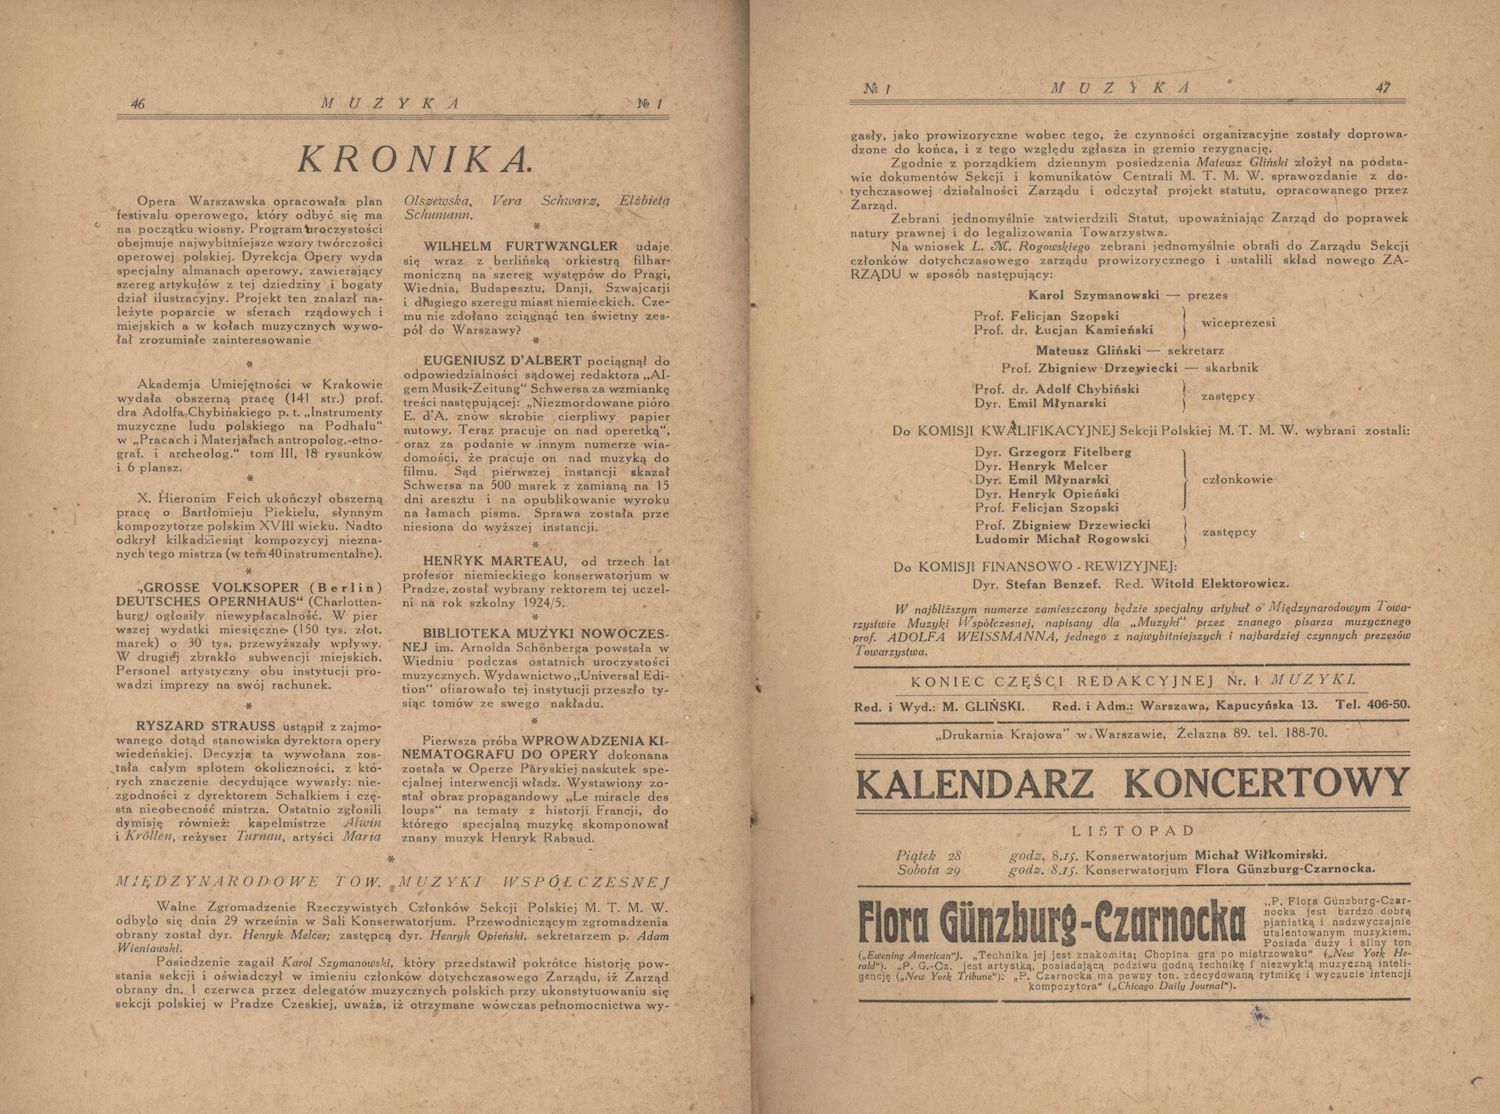 46 MUZYKA № 1
KRONIKA.
Opera Warszawska opracowała plan
festivalu operowego, który odbyć się ma
na początku wiosny. Program uroczystości
obejmuje najwybitniejsze wzory twórczości
operowej polskiej. Dyrekcja Opery wyda
specjalny almanach operowy, zawierający
szereg artykułów z tej dziedziny i bogaty
dział ilustracyjny. Projekt ten znalazł na-
leżyte poparcie w sferach rządowych i
miejskich a w kołach muzycznych wywo-
łał zrozumiałe zainteresowanie
*
Akademja Umiejętności w Krakowie
wydała obszerną pracę (141 str.) prof.
dra Adolfa Chybińskiego p. t. „Instrumenty
muzyczne ludu polskiego na Podhalu"
w „Pracach i Materjałach antropolog.-etno-
graf. i archeolog." tom III, 18 rysunków
i 6 plansz.
*
X. Hieronim Feich ukończył obszerną
pracę o Bartłomieju Piekielu, słynnym
kompozytorze polskim XVIII wieku. Nadto
odkrył kilkadziesiąt kompozycyj niezna-
nych tego mistrza (w tem 40 instrumentalne).
*
„GROSSE VOLKSOPER (Berlin)
DEUTSCHES OPERNHAUS" (Charlotten-
burg) ogłosiły niewypłacalność. W pier
wszej wydatki miesięczne (150 tys. złot.
marek) o 30 tys. przewyższały wpływy.
W drugiej zbrakło subwencji miejskich.
Personel artystyczny obu instytucji pro-
wadzi imprezy na swój rachunek.
*
RYSZARD STRAUSS ustąpił z zajmo-
wanego dotąd stanowiska dyrektora opery
wiedeńskiej. Decyzja ta wywołana zos-
tała całym splotem okoliczności, z któ-
rych znaczenie decydujące wywarły: nie-
zgodności z dyrektorem Schalkiem i czę-
sta nieobecność mistrza. Ostatnio zgłosili
dymisję również: kapelmistrze Alwin
i Kröllen, reżyser Turnau, artyści Maria
Olszewska, Vera Schwarz, Elżbieta
Schumann.
*
WILHELM FURTWÄNGLER udaje
się wraz z berlińską orkiestrą filhar-
moniczną na szereg występów do Pragi,
Wiednia, Budapesztu, Danji, Szwajcarji
i długiego szeregu miast niemieckich. Cze-
mu nie zdołano zciągnąć ten świetny zes-
pół do Warszawy?
*
EUGENIUSZ D'ALBERT pociągnął do
odpowiedzialności sądowej redaktora „Al-
gem Musik-Zeitung" Schwersa za wzmiankę
treści następującej: „Niezmordowane pióro
E. d'A. znów skrobie cierpliwy papier
nutowy. Teraz pracuje on nad operetką",
oraz za podanie w innym numerze wia-
domości, że pracuje on nad muzyką do
filmu. Sąd pierwszej instancji skazał
Schwersa na 500 marek z zamianą na 15
dni aresztu i na opublikowanie wyroku
na łamach pisma. Sprawa została prze
niesiona do wyższej instancji.
*
HENRYK MARTEAU, od trzech lat
profesor niemieckiego konserwatorjum w
Pradze, został wybrany rektorem tej uczel-
ni na rok szkolny 1924/5.
*
BIBLIOTEKA MUZYKI NOWOCZES-
NEJ im. Arnolda Schönberga powstała w
Wiedniu podczas ostatnich uroczystości
muzycznych. Wydawnictwo „Universal Edi-
tion" ofiarowało tej instytucji przeszło ty-
siąc tomów ze swego nakładu.
*
Pierwsza próba WPROWADZENIA KI-
NEMATOGRAFU DO OPERY dokonana
została w Operze Paryskiej naskutek spe-
cjalnej interwencji władz. Wystawiony zo-
stał obraz propagandowy „Le miracle des
loups" na tematy z historji Francji, do
którego specjalną muzykę skomponował
znany muzyk Henryk Rabaud.
*
MIĘDZYNARODOWE TOW. MUZYKI WSPÓŁCZESNEJ
Walne Zgromadzenie Rzeczywistych Członków Sekcji Polskiej M. T. M. W.
odbyło się dnia 29 września w Sali Konserwatorjum. Przewodniczącym zgromadzenia
obrany został dyr. Henryk Melcer; zastępcą dyr. Henryk Opieński, sekretarzem p. Adam
Wieniawski.
Posiedzenie zagaił Karol Szymanowski, który przedstawił pokrótce historję pow-
stania sekcji i oświadczył w imieniu członków dotychczasowego Zarządu, iż Zarząd
obrany dn. 1 czerwca przez delegatów muzycznych polskich przy ukonstytuowaniu się
sekcji polskiej w Pradze Czeskiej, uważa, iż otrzymane wówczas pełnomocnictwa wy-
№ 1 MUZYKA 47
gasły, jako prowizoryczne wobec tego, że czynności organizacyjne zostały doprowa-
dzone do końca, i z tego względu zgłasza in gremio rezygnację.
Zgodnie z porządkiem dziennym posiedzenia Mateusz Gliński złożył na podsta-
wie dokumentów Sekcji i komunikatów Centrali M. T. M. W. sprawozdanie z do-
tychczasowej działalności Zarządu i odczytał projekt statutu, opracowanego przez
Zarząd.
Zebrani jednomyślnie zatwierdzili Statut, upoważniając Zarząd do poprawek
natury prawnej i do legalizowania Towarzystwa.
Na wniosek L. M. Rogowskiego zebrani jednomyślnie obrali do Zarządu Sekcji
członków dotychczasowego zarządu prowizorycznego i ustalili skład nowego ZA-
RZĄDU w sposób następujący:
Karol Szymanowski — prezes
Prof. Felicjan Szopski
Prof. dr. Łucjan Kamieński
wiceprezesi
Mateusz Gliński — sekretarz
Prof. Zbigniew Drzewiecki — skarbnik
Prof. dr. Adolf Chybiński
Dyr. Emil Młynarski
zastępcy
Do KOMISJI KWALIFIKACYJNEJ Sekcji Polskiej M. T. M. W. wybrani zostali:
Dyr. Grzegorz Fitelberg
Dyr. Henryk Melcer
Dyr. Emil Młynarski
Dyr. Henryk Opieński
Prof. Felicjan Szopski
członkowie
Prof. Zbigniew Drzewiecki
Ludomir Michał Rogowski
zastępcy
Do KOMISJI FINANSOWO - REWIZYJNEJ:
Dyr. Stefan Benzef. Red. Witold Elektorowicz.
W najbliższym numerze zamieszczony będzie specjalny artykuł o Międzynarodowym Towa-
rzystwie Muzyki Współczesnej, napisany dla „Muzyki" przez znanego pisarza muzycznego
prof. ADOLFA WEISSMANNA, jednego z najwybitniejszych i najbardziej czynnych prezesów
Towarzystwa.
KONIEC CZĘŚCI REDAKCYJNEJ Nr. 1 MUZYKI.
Red. i Wyd.: M. GLIŃSKI. Red. i Adm.: Warszawa, Kapucyńska 13. Tel. 406-50.
„Drukarnia Krajowa" w Warszawie, Żelazna 89. tel. 188-70.
KALENDARZ KONCERTOWY
LISTOPAD
Piątek 28 godz. 8.15. Konserwatorjum Michał Wiłkomirski.
Sobota 29 godz. 8.15. Konserwatorjum Flora Günzburg-Czarnocka.
Flora Günzburg-Czarnocka
„P. Flora Günzburg-Czar-
nocka jest bardzo dobrą
pjanistką i nadzwyczajnie
utalentowanym muzykiem.
Posiada duży i silny ton
(„Ewening American"). „Technika jej jest znakomita; Chopina gra po mistrzowsku" („New York He-
rald"). „P. G.-Cz. jest artystką, posiadającą podziwu godną technikę i niezwykłą muzyczną inteli-
gencję („New York Tribune"). „P. Czarnocka ma pewny ton, zdecydowaną rytmikę i wyczucie intencji
kompozytora" („Chicago Daily Journal").